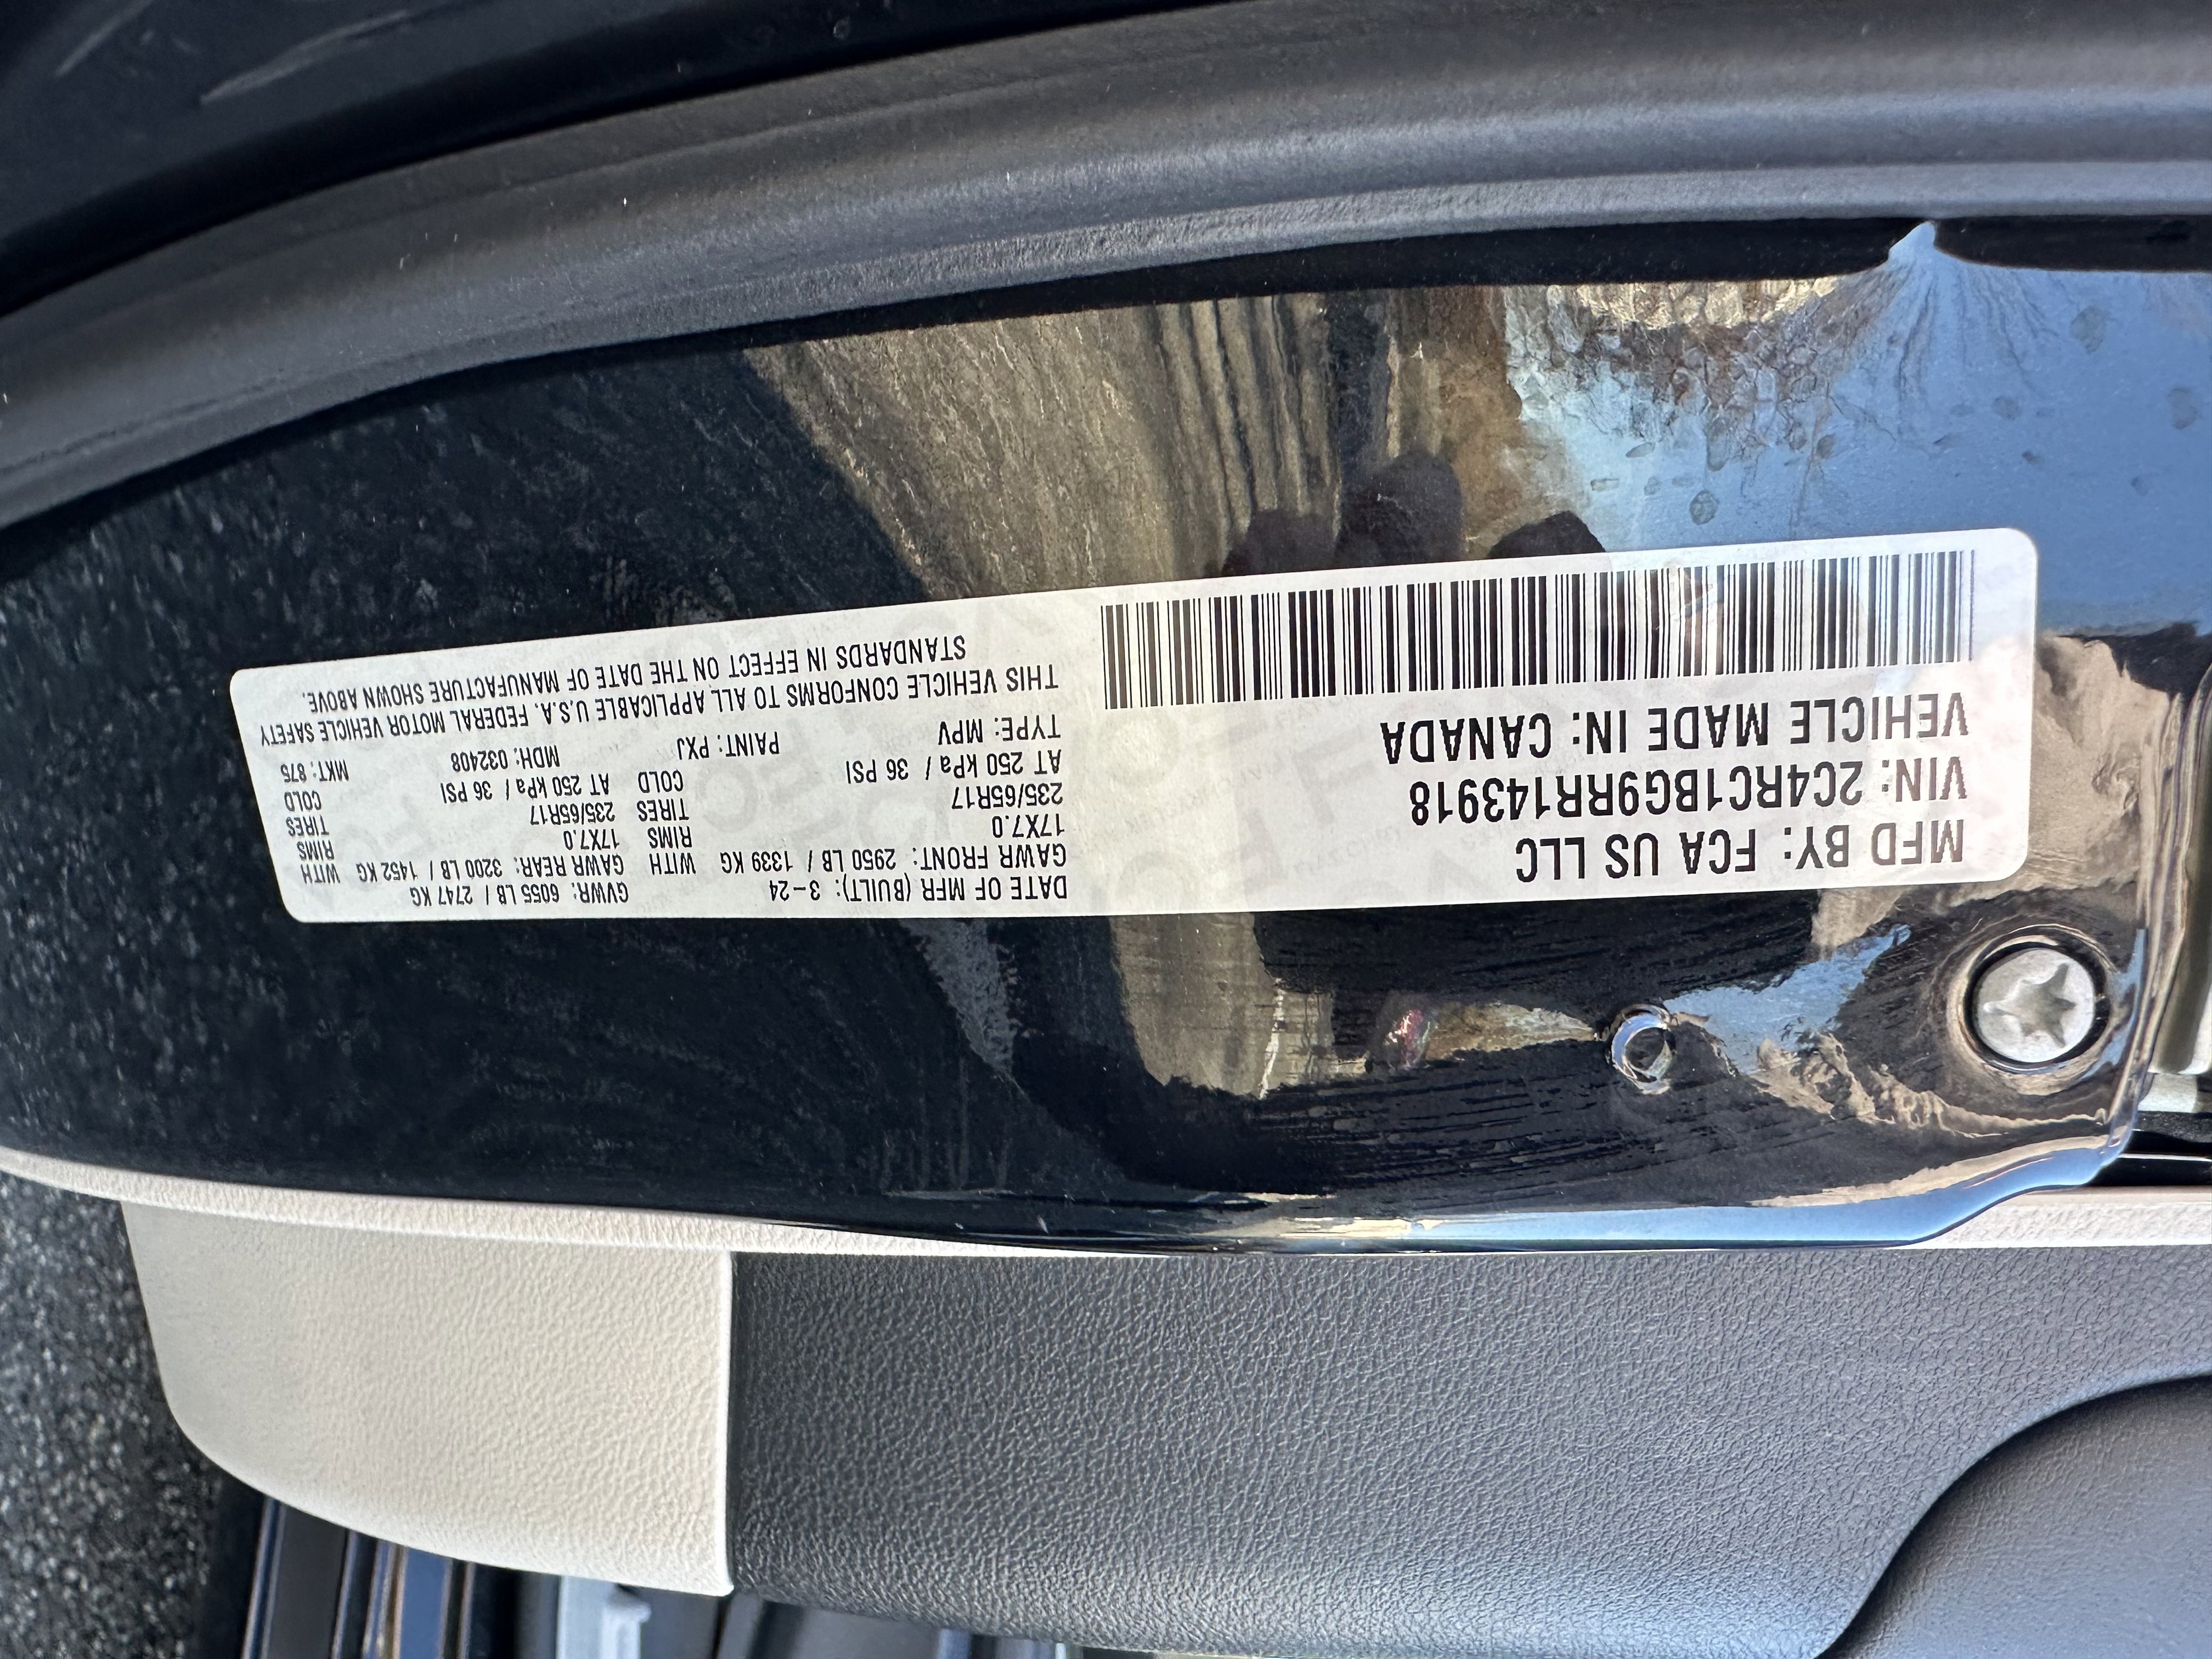 MFD BY: FCA US LLC
VIN: 2C4RC1BG9RR143918
VEHICLE MADE IN: CANADA
DATE OF MFR (BUILT): 3-24 GVWR: 6055 LB / 2747 KG
GAWR FRONT: 2950 LB / 1339 KG WITH GAWR REAR: 3200 LB / 1452 KG WITH
17X7.0 RIMS 17X7.0 RIMS
235/65R17 TIRES 235/65R17 TIRES
AT 250 kPa / 36 PSI COLD AT 250 kPa / 36 PSI COLD
TYPE: MPV PAINT: PXJ MDH: 032408 MKT: 875
THIS VEHICLE CONFORMS TO ALL APPLICABLE U.S.A. FEDERAL MOTOR VEHICLE SAFETY
STANDARDS IN EFFECT ON THE DATE OF MANUFACTURE SHOWN ABOVE.